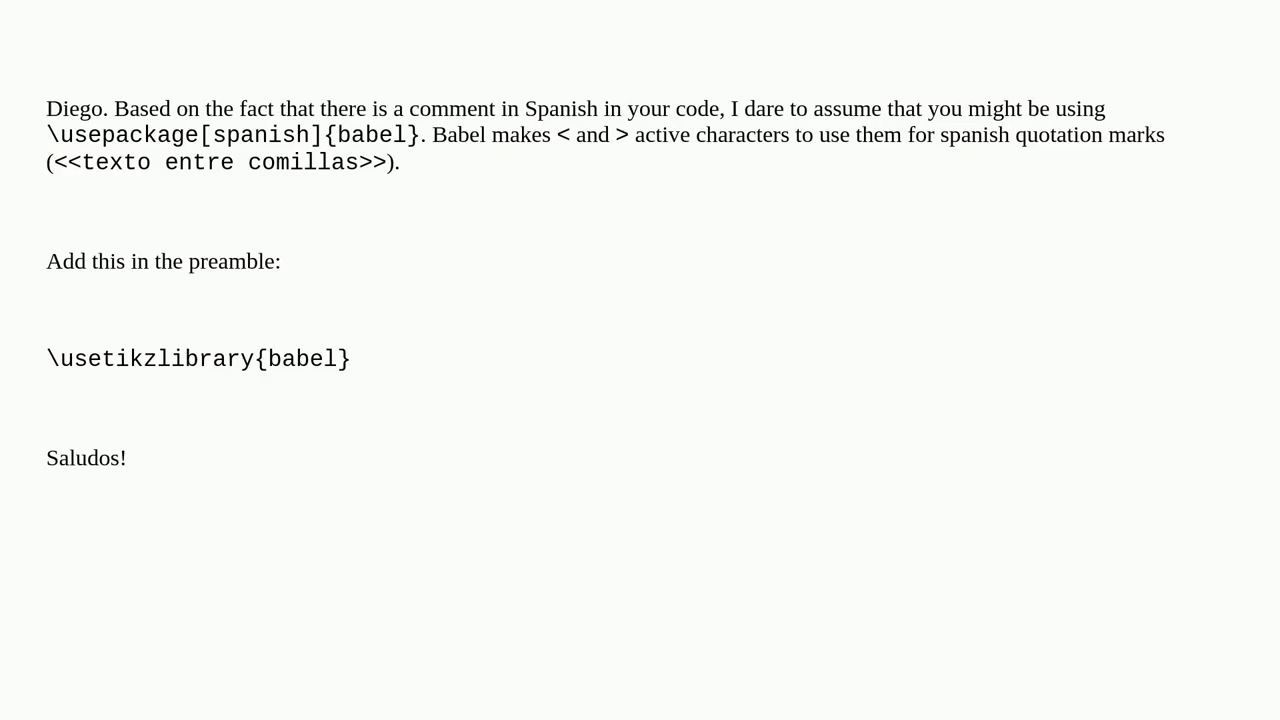 Diego. Based on the fact that there is a comment in Spanish in your code, I dare to assume that you might be using
\usepackage[spanish]{babel}. Babel makes < and > active characters to use them for spanish quotation marks
(<<texto entre comillas>>).
Add this in the preamble:
\usetikzlibrary{babel}
Saludos!